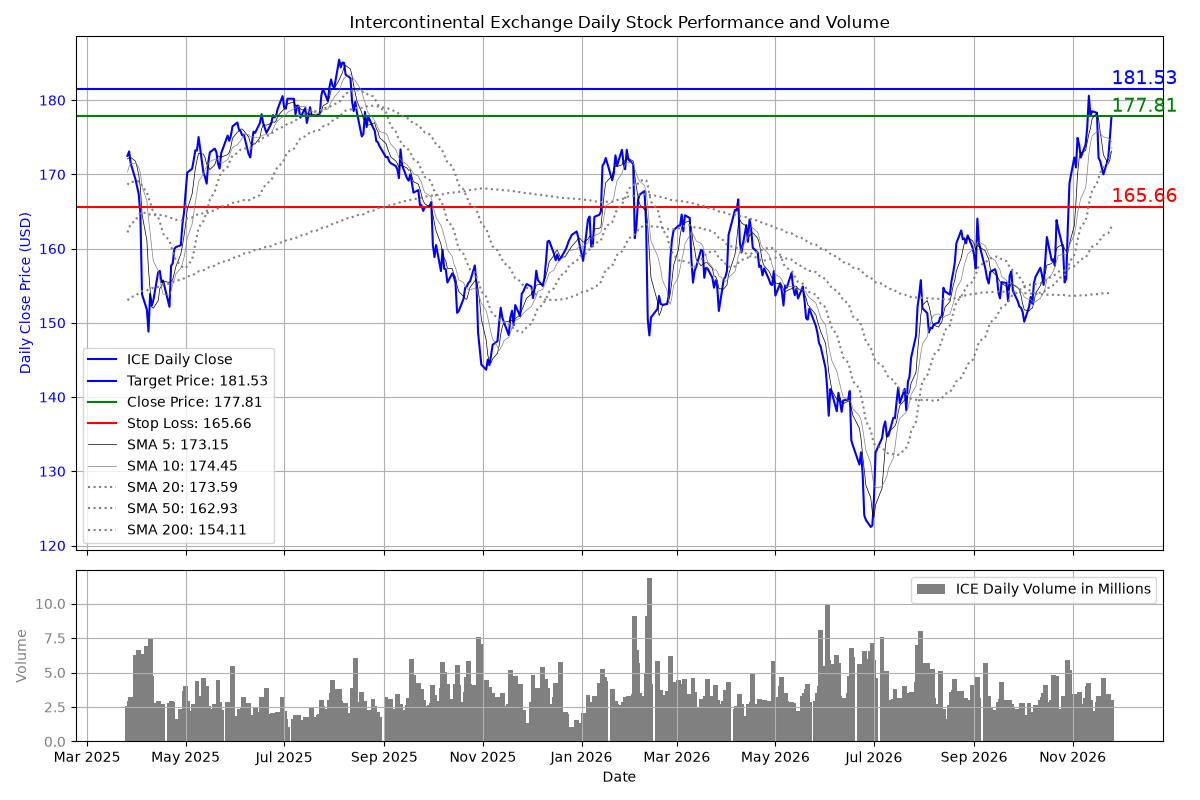 Intercontinental Exchange Daily Stock Performance and Volume
Daily Close Price (USD)
180
170
160
150
140
130
120
181.53
177.81
165.66
ICE Daily Close
Target Price: 181.53
Close Price: 177.81
Stop Loss: 165.66
SMA 5: 173.15
SMA 10: 174.45
SMA 20: 173.59
SMA 50: 162.93
SMA 200: 154.11
Volume
10.0
7.5
5.0
2.5
0.0
ICE Daily Volume in Millions
Mar 2025 May 2025 Jul 2025 Sep 2025 Nov 2025 Jan 2026 Mar 2026 May 2026 Jul 2026 Sep 2026 Nov 2026
Date